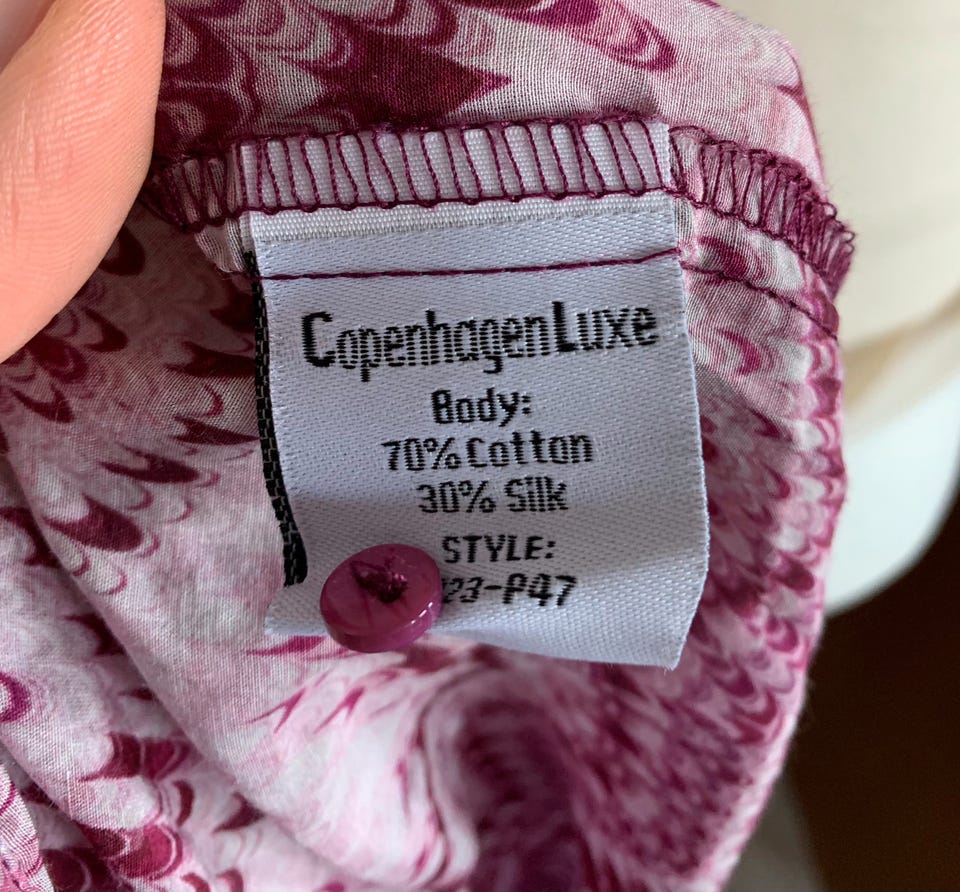 CopenhagenLuxe
Body:
70% Cotton
30% Silk
STYLE:
23-P47